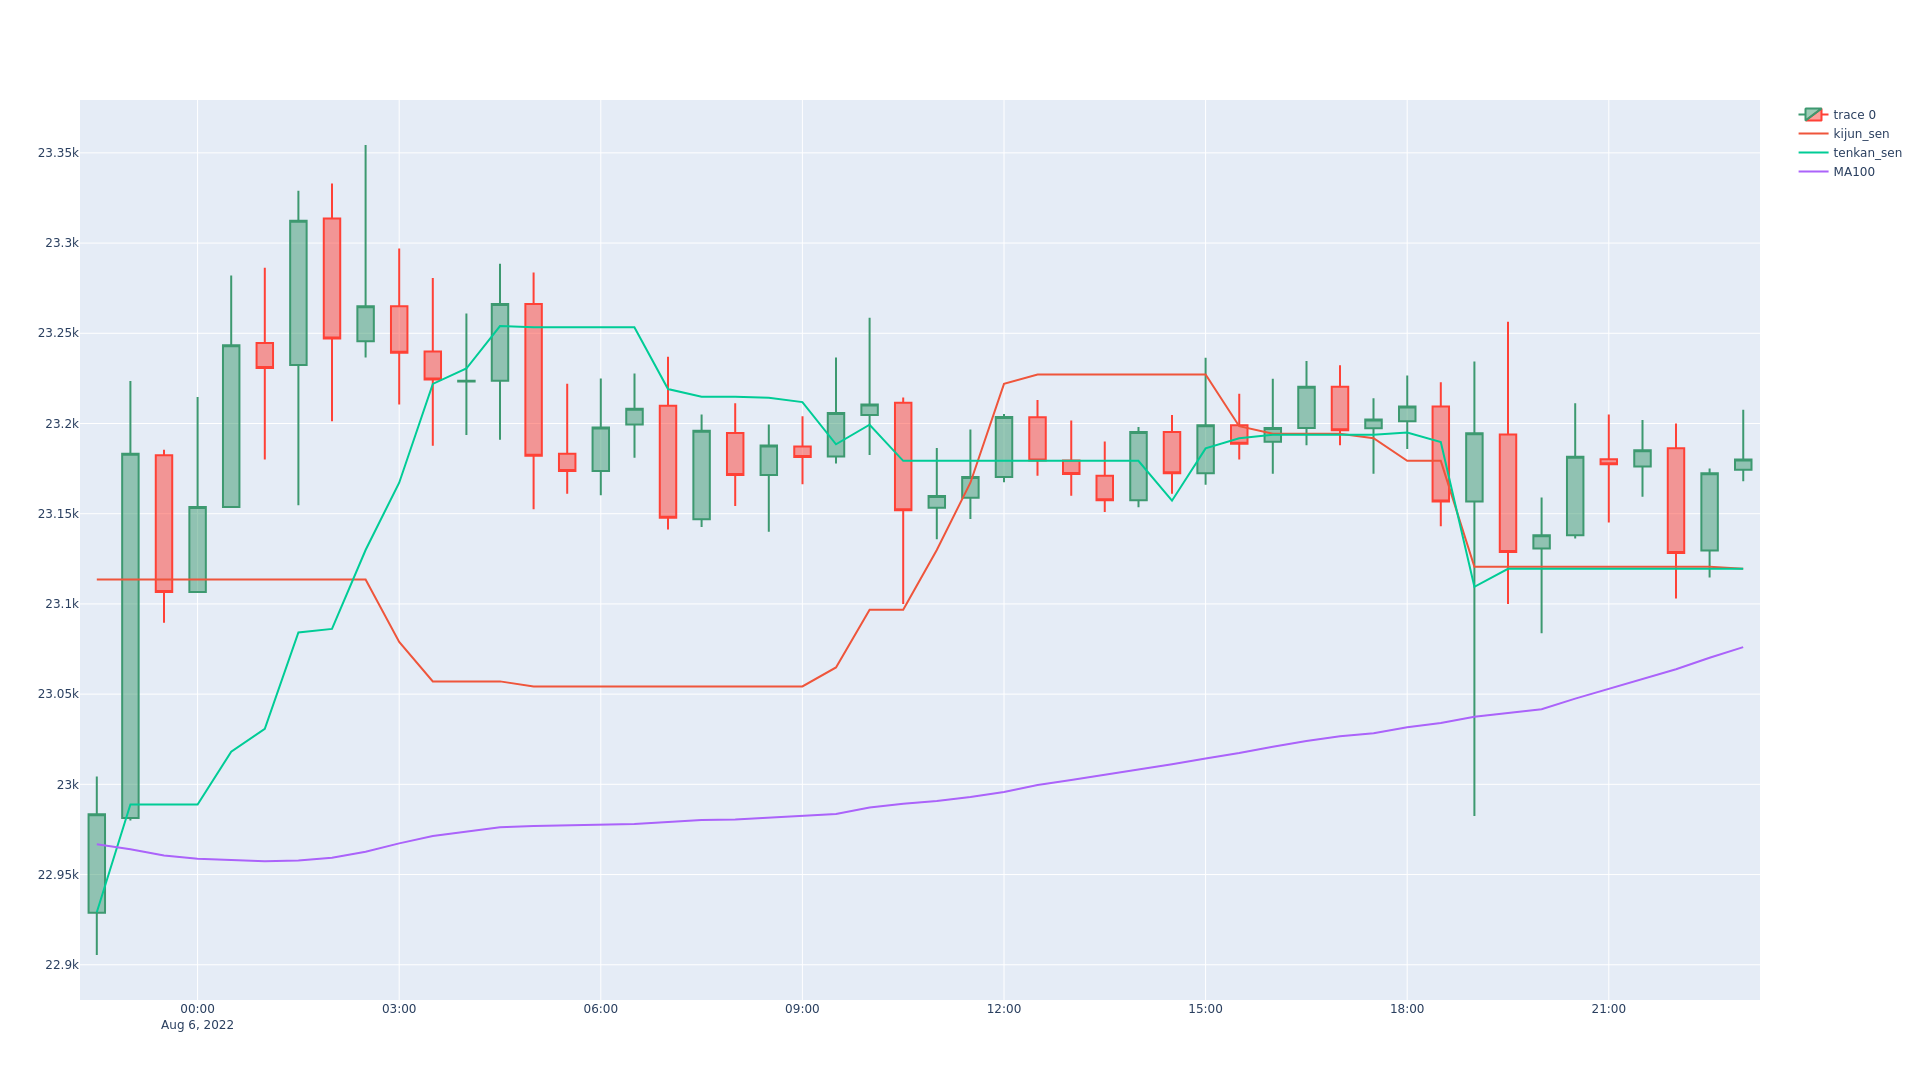 trace 0
kijun_sen
tenkan_sen
MA100
23.35k
23.3k
23.25k
23.2k
23.15k
23.1k
23.05k
23k
22.95k
22.9k
00:00 03:00 06:00 09:00 12:00 15:00 18:00 21:00
Aug 6, 2022